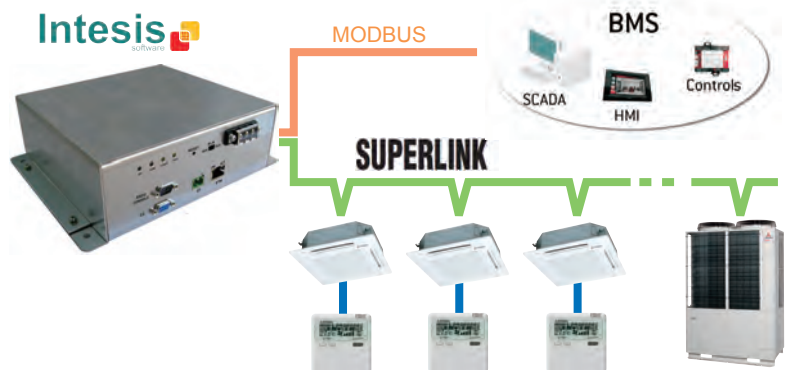 Intesis
software
MODBUS
BMS
SCADA
HMI
Controls
SUPERLINK